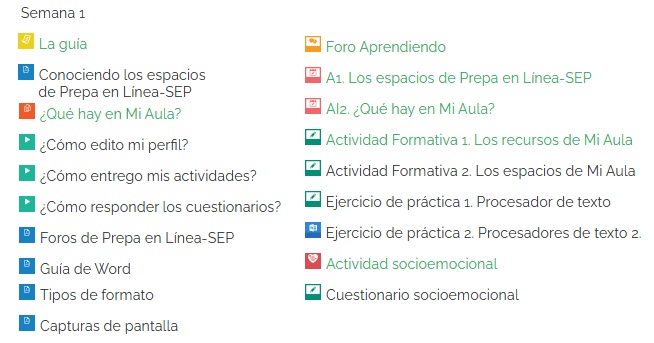 Semana 1
La guía
Conociendo los espacios
de Prepa en Línea-SEP
¿Qué hay en Mi Aula?
¿Cómo edito mi perfil?
¿Cómo entrego mis actividades?
¿Cómo responder los cuestionarios?
Foros de Prepa en Línea-SEP
Guía de Word
Tipos de formato
Capturas de pantalla
Foro Aprendiendo
A1. Los espacios de Prepa en Línea-SEP
AI2. ¿Qué hay en Mi Aula?
Actividad Formativa 1. Los recursos de Mi Aula
Actividad Formativa 2. Los espacios de Mi Aula
Ejercicio de práctica 1. Procesador de texto
Ejercicio de práctica 2. Procesadores de texto 2.
Actividad socioemocional
Cuestionario socioemocional